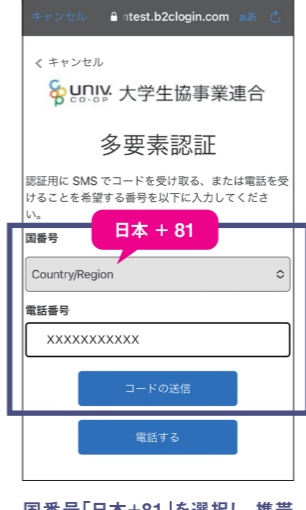 キャンセル ntest.b2clogin.com ああ
キャンセル
univ. CO-OP 大学生協事業連合
多要素認証
認証用に SMS でコードを受け取る、または電話を受
けることを希望する番号を以下に入力してくださ
い。
日本 + 81
国番号
Country/Region
電話番号
XXXXXXXXXXX
コードの送信
電話する
国番号「日本+81」を選択し、携帯